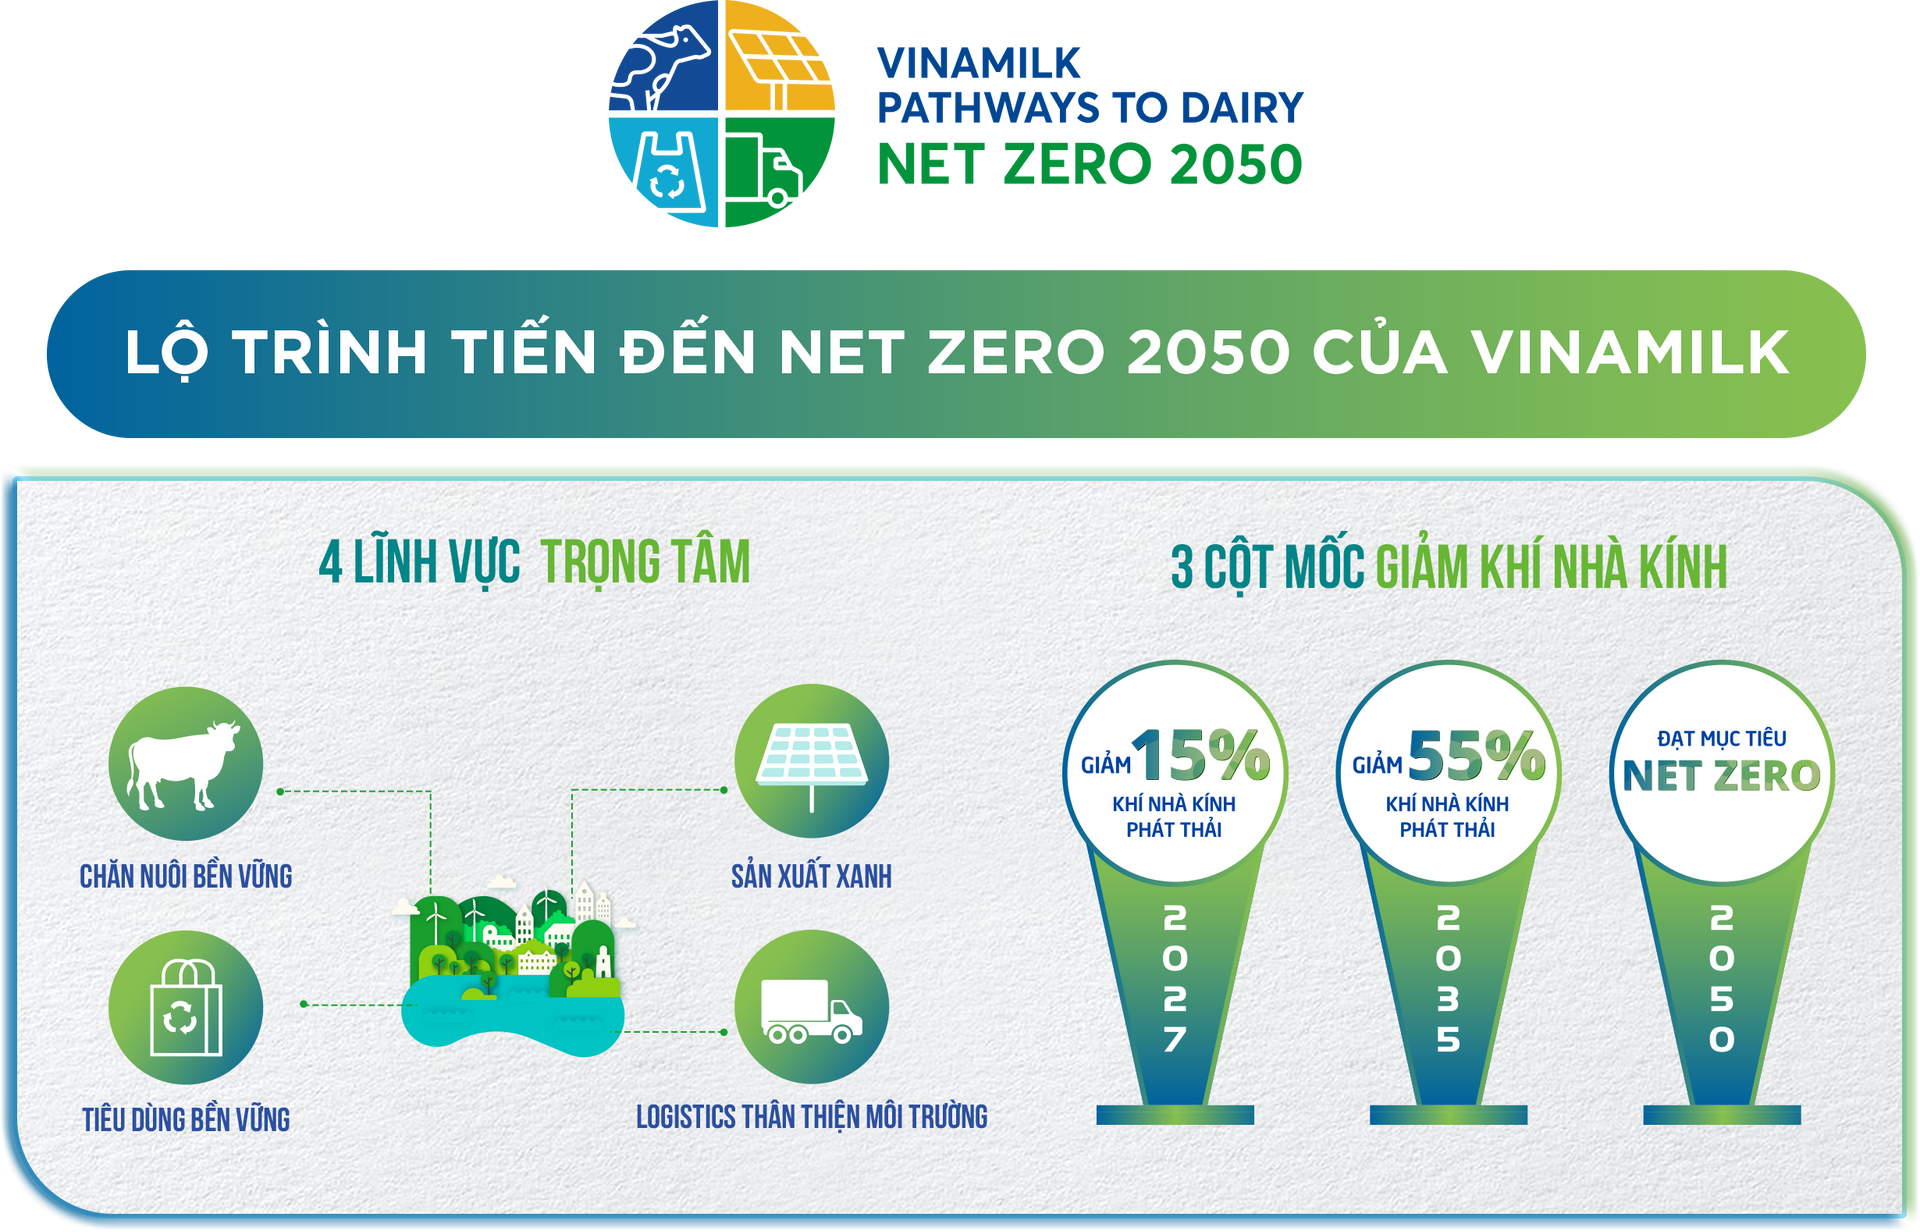 VINAMILK
PATHWAYS TO DAIRY
NET ZERO 2050
LỘ TRÌNH TIẾN ĐẾN NET ZERO 2050 CỦA VINAMILK
4 LĨNH VỰC TRỌNG TÂM
CHĂN NUÔI BỀN VỮNG
SẢN XUẤT XANH
TIÊU DÙNG BỀN VỮNG
LOGISTICS THÂN THIỆN MÔI TRƯỜNG
3 CỘT MỐC GIẢM KHÍ NHÀ KÍNH
GIẢM 15%
KHÍ NHÀ KÍNH
PHÁT THẢI
2027
GIẢM 55%
KHÍ NHÀ KÍNH
PHÁT THẢI
2035
ĐẠT MỤC TIÊU
NET ZERO
2050